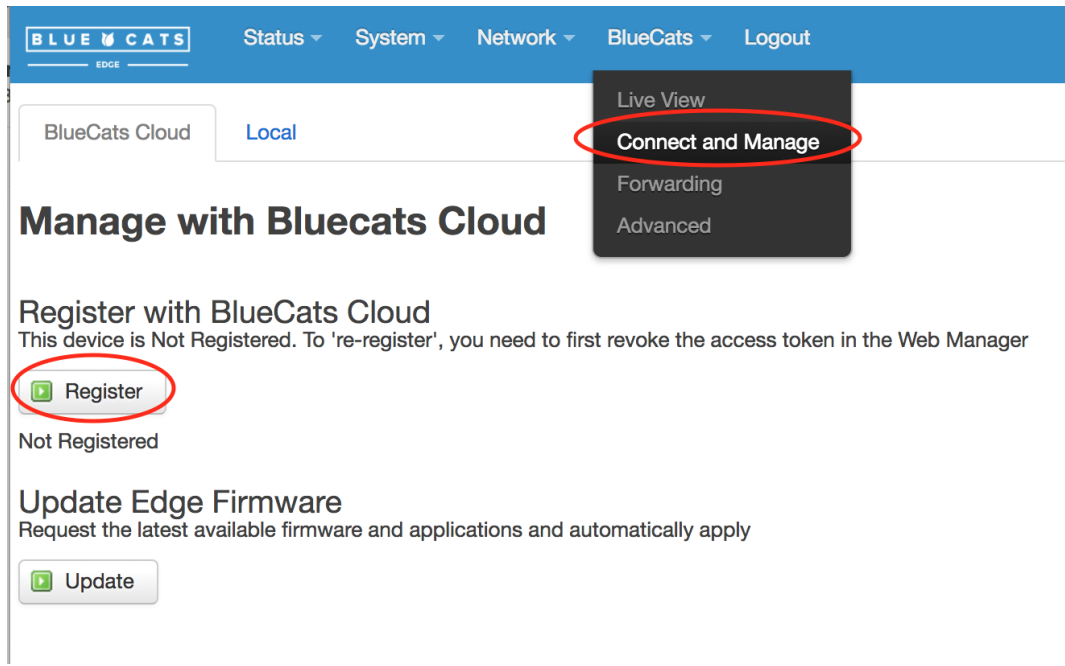 BLUE CATS
EDGE
Status
System
Network
BlueCats
Logout
Live View
Connect and Manage
Forwarding
Advanced
BlueCats Cloud
Local
Manage with Bluecats Cloud
Register with BlueCats Cloud
This device is Not Registered. To 're-register', you need to first revoke the access token in the Web Manager
Register
Not Registered
Update Edge Firmware
Request the latest available firmware and applications and automatically apply
Update